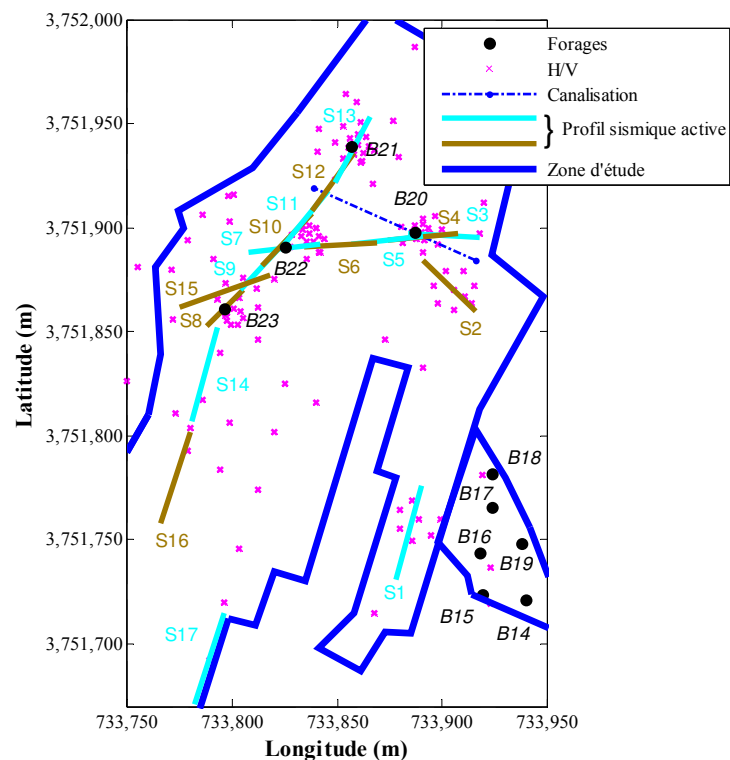 3,752,000
3,751,950
3,751,900
3,751,850
3,751,800
3,751,750
3,751,700
Latitude (m)
733,750
733,800
733,850
733,900
733,950
Longitude (m)
Forages
H/V
Canalisation
} Profil sismique active
Zone d'étude
S13
B21
S12
B20
S11
S4
S3
S10
S7
S6
S5
S9
B22
S15
S8
B23
S2
S14
B18
B17
S16
B16
B19
S1
B15
B14
S17